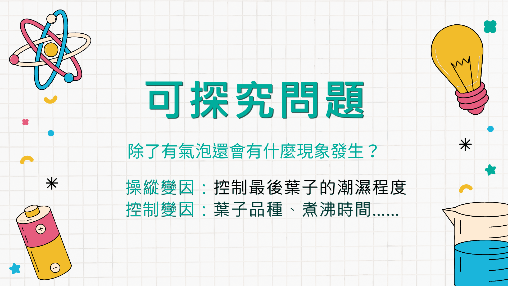 可探究問題
除了有氣泡還會有什麼現象發生？
操縱變因：控制最後葉子的潮濕程度
控制變因：葉子品種、煮沸時間......